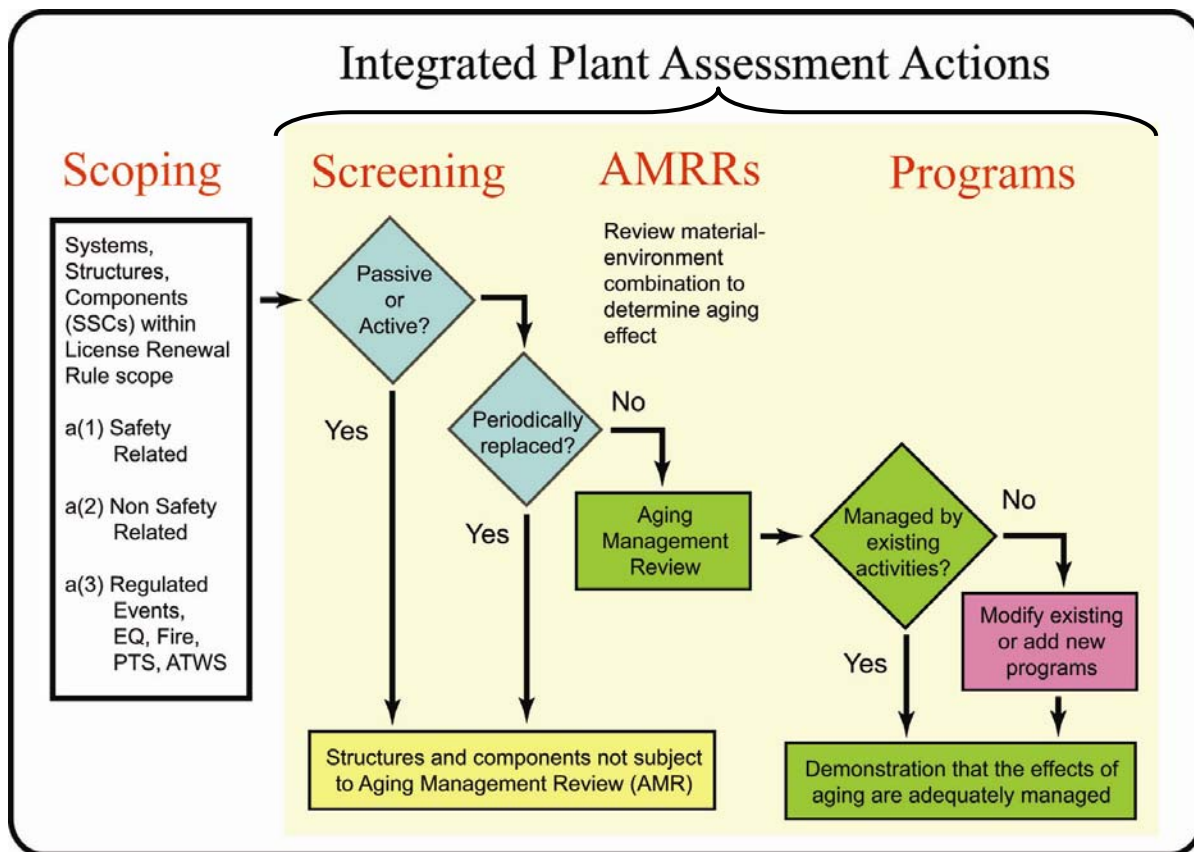 Integrated Plant Assessment Actions
Scoping
Screening
AMRRs
Programs
Systems,
Structures,
Components
(SSCs) within
License Renewal
Rule scope
a(1) Safety
Related
a(2) Non Safety
Related
a(3) Regulated
Events,
EQ, Fire,
PTS, ATWS
Passive
or
Active?
Yes
Periodically
replaced?
Yes
No
Structures and components not subject
to Aging Management Review (AMR)
Review material-
environment
combination to
determine aging
effect
Aging
Management
Review
Managed by
existing
activities?
Yes
No
Modify existing
or add new
programs
Demonstration that the effects of
aging are adequately managed